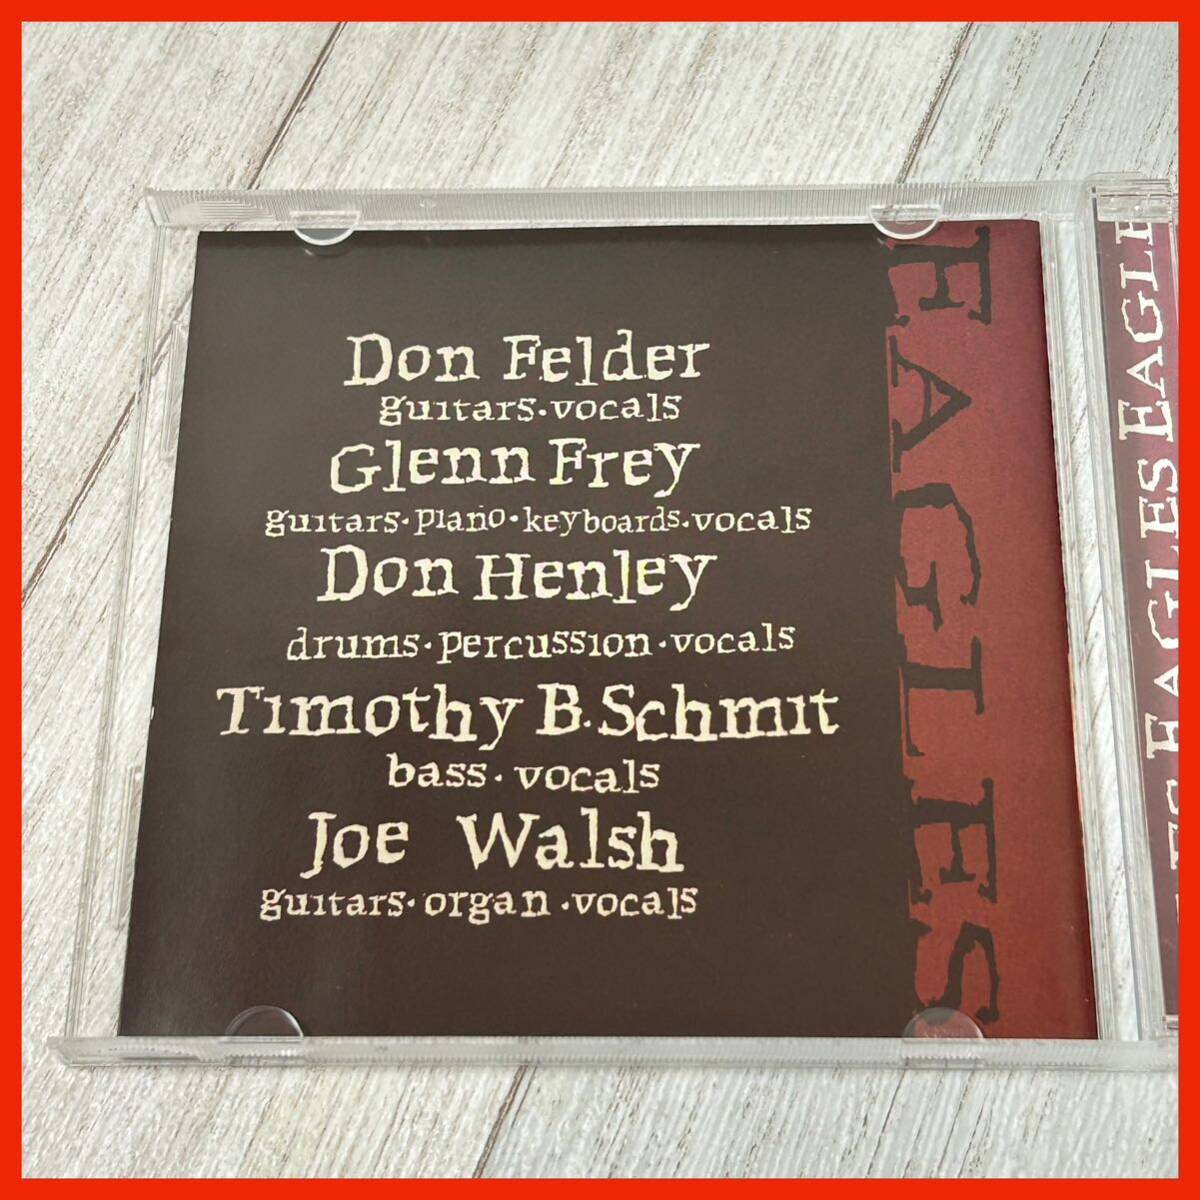 Don Felder
guitars·vocals
Glenn Frey
guitars·piano·keyboards·vocals
Don Henley
drums·percussion·vocals
Timothy B. Schmit
bass·vocals
Joe Walsh
guitars·organ·vocals
EAGLES
EAGLES EAGLE